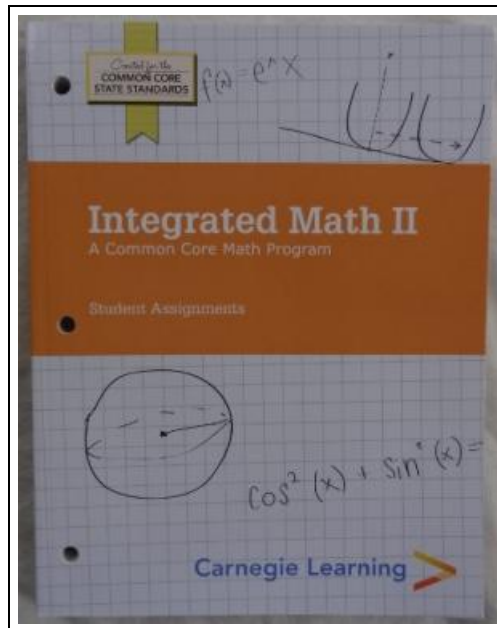 Created for the
COMMON CORE
STATE STANDARDS
f(x) = e^x
Integrated Math II
A Common Core Math Program
Student Assignments
cos² (x) + sin² (x) =
Carnegie Learning